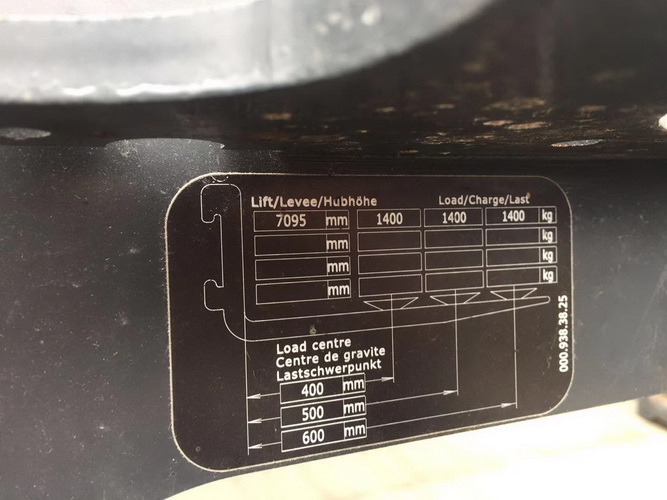 Lift/Levee/Hubhöhe Load/Charge/Last
7095 mm 1400 1400 1400 kg
mm kg
mm kg
mm kg
Load centre
Centre de gravite
Lastschwerpunkt
400 mm
500 mm
600 mm
000.938.38.25